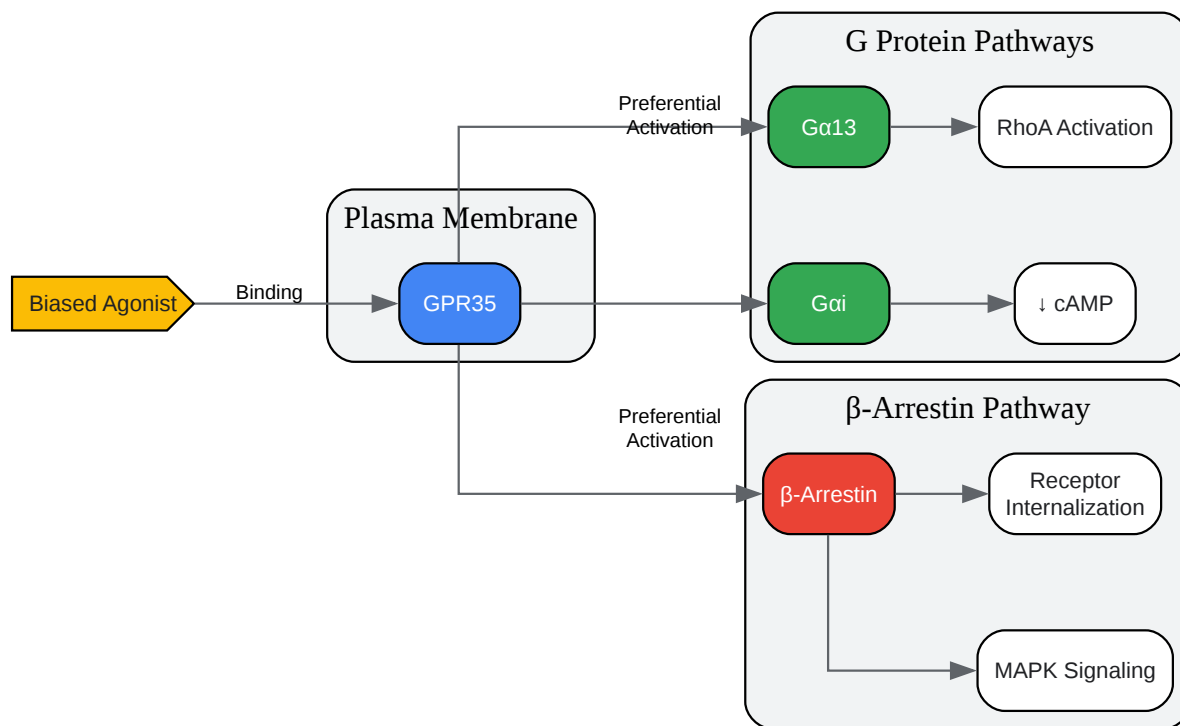 G Protein Pathways
Preferential
Activation
Gα13
RhoA Activation
Plasma Membrane
Biased Agonist
Binding
GPR35
Gαi
↓ cAMP
β-Arrestin Pathway
Preferential
Activation
β-Arrestin
Receptor
Internalization
MAPK Signaling